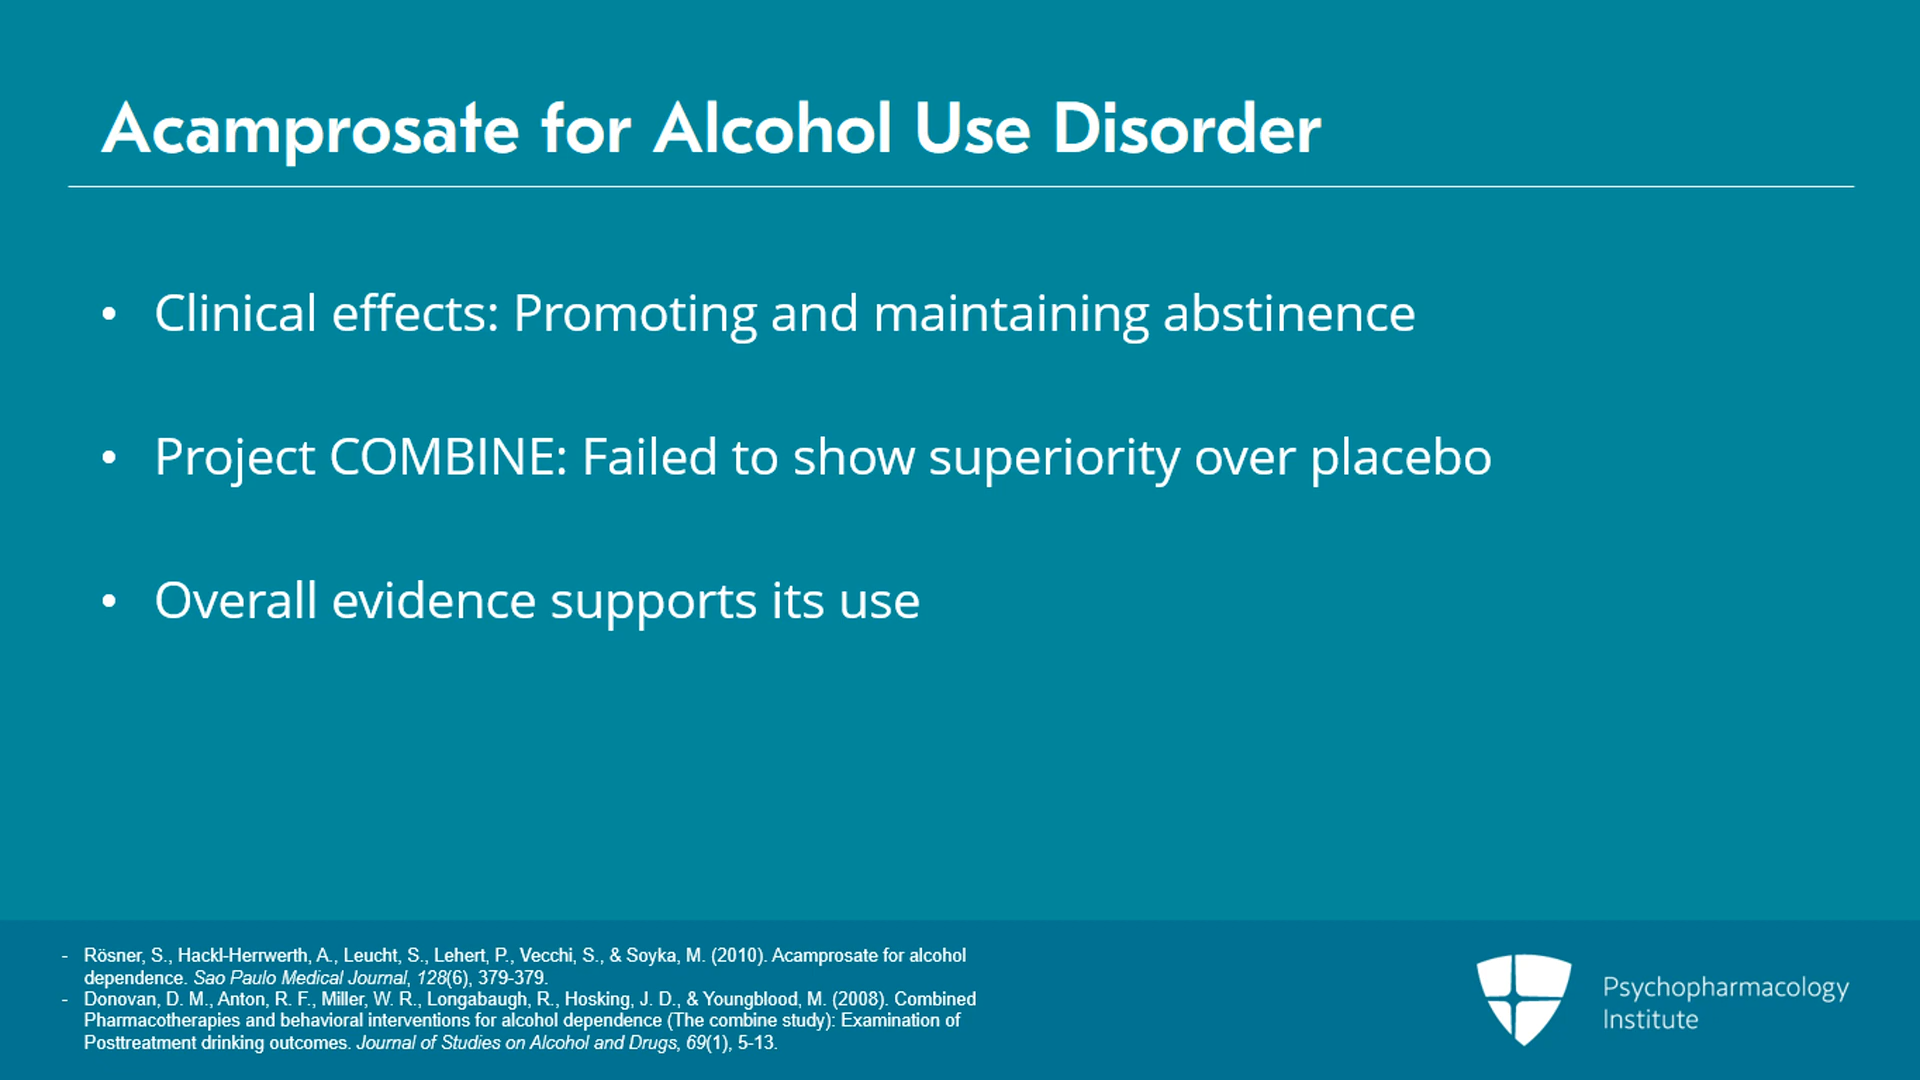 Acamprosate for Alcohol Use Disorder
• Clinical effects: Promoting and maintaining abstinence
• Project COMBINE: Failed to show superiority over placebo
• Overall evidence supports its use
- Rösner, S., Hackl-Herrwerth, A., Leucht, S., Lehert, P., Vecchi, S., & Soyka, M. (2010). Acamprosate for alcohol
dependence. Sao Paulo Medical Journal, 128(6), 379-379.
- Donovan, D. M., Anton, R. F., Miller, W. R., Longabaugh, R., Hosking, J. D., & Youngblood, M. (2008). Combined
Pharmacotherapies and behavioral interventions for alcohol dependence (The combine study): Examination of
Posttreatment drinking outcomes. Journal of Studies on Alcohol and Drugs, 69(1), 5-13.
Psychopharmacology
Institute